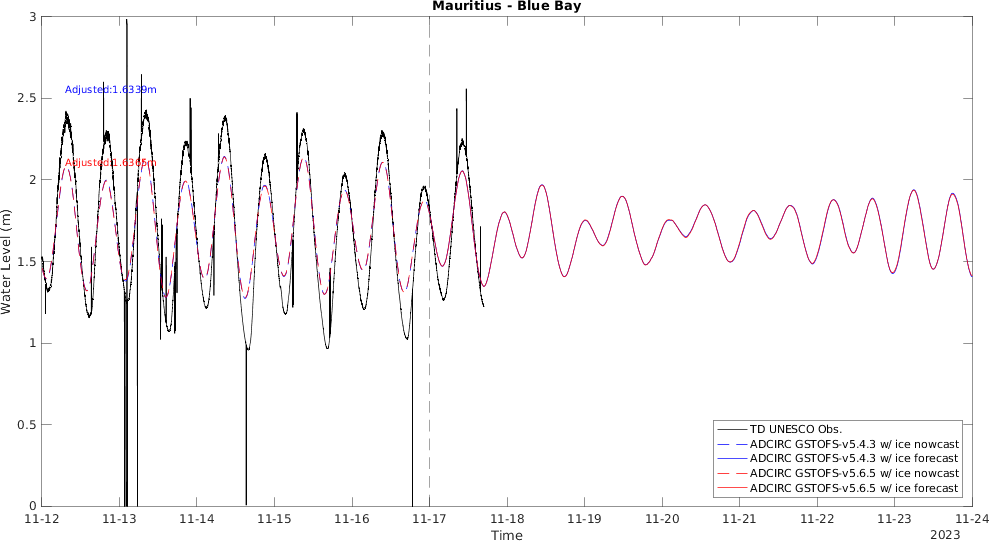 Mauritius - Blue Bay
3
2.5
2
1.5
1
0.5
0
Water Level (m)
Adjusted:1.6339m
Adjusted:1.6365m
TD UNESCO Obs.
ADCIRC GSTOFS-v5.4.3 w/ ice nowcast
ADCIRC GSTOFS-v5.4.3 w/ ice forecast
ADCIRC GSTOFS-v5.6.5 w/ ice nowcast
ADCIRC GSTOFS-v5.6.5 w/ ice forecast
11-12 11-13 11-14 11-15 11-16 11-17 11-18 11-19 11-20 11-21 11-22 11-23 11-24
Time
2023